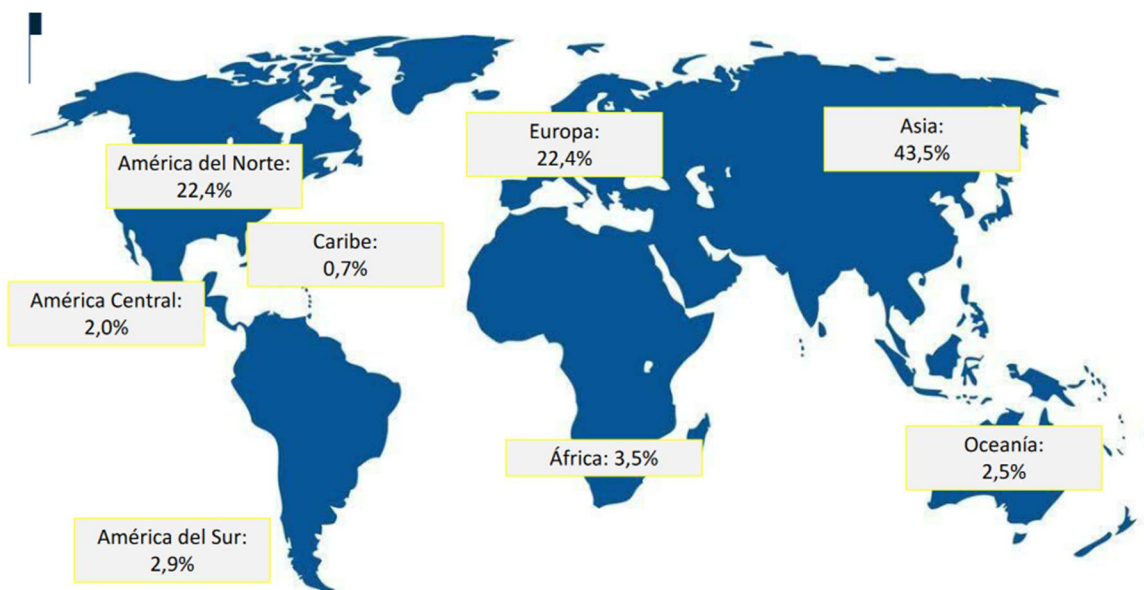 América del Norte:
22,4%
Europa:
22,4%
Asia:
43,5%
Caribe:
0,7%
América Central:
2,0%
África: 3,5%
Oceanía:
2,5%
América del Sur:
2,9%